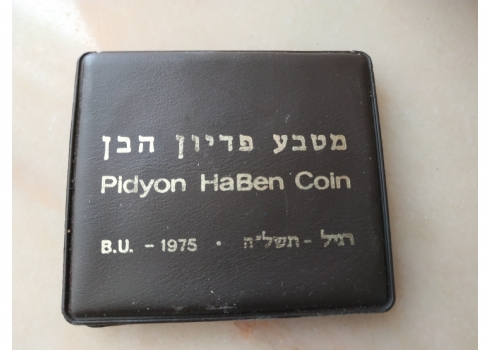 מטבע פדיון הבן
Pidyon HaBen Coin
B.U. - 1975 · רגיל - תשל״ה